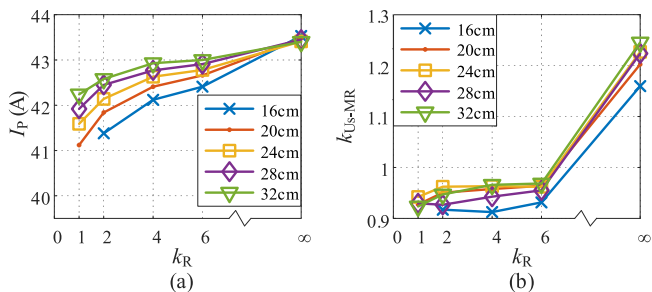 44
43
42
41
40
I_P (A)
16cm
20cm
24cm
28cm
32cm
0 1 2 4 6 ∞
k_R
(a)
1.3
1.2
1.1
1
0.9
k_Us-MR
16cm
20cm
24cm
28cm
32cm
0 1 2 4 6 ∞
k_R
(b)